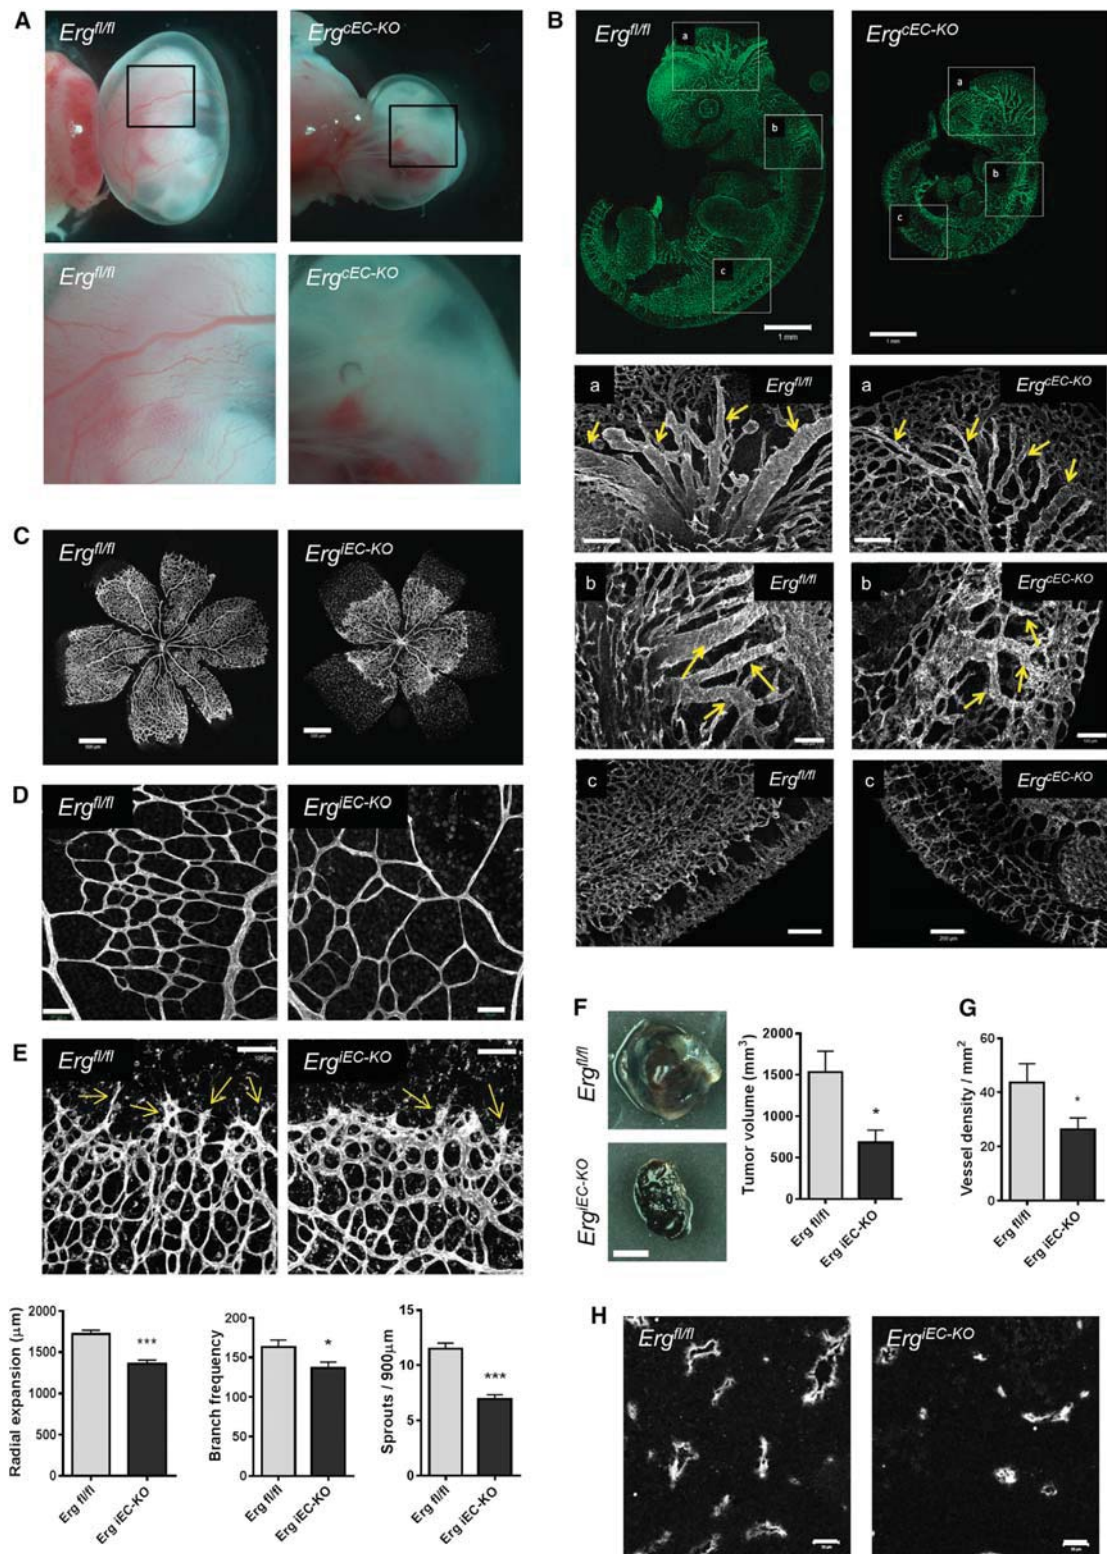 A
Erg^fl/fl
Erg^cEC-KO
Erg^fl/fl
Erg^cEC-KO
B
Erg^fl/fl
Erg^cEC-KO
a
b
c
1 mm
a
b
c
1 mm
a
Erg^fl/fl
a
Erg^cEC-KO
b
Erg^fl/fl
b
Erg^cEC-KO
c
Erg^fl/fl
c
Erg^cEC-KO
C
Erg^fl/fl
Erg^iEC-KO
D
Erg^fl/fl
Erg^iEC-KO
E
Erg^fl/fl
Erg^iEC-KO
Radial expansion (μm)
2000
1500
1000
500
0
***
Erg fl/fl
Erg iEC-KO
Branch frequency
200
150
100
50
0
*
Erg fl/fl
Erg iEC-KO
Sprouts / 900μm
15
10
5
0
***
Erg fl/fl
Erg iEC-KO
F
Erg^fl/fl
Erg^iEC-KO
Tumor volume (mm³)
2000
1500
1000
500
0
*
Erg fl/fl
Erg iEC-KO
G
Vessel density / mm²
60
40
20
0
*
Erg fl/fl
Erg iEC-KO
H
Erg^fl/fl
Erg^iEC-KO